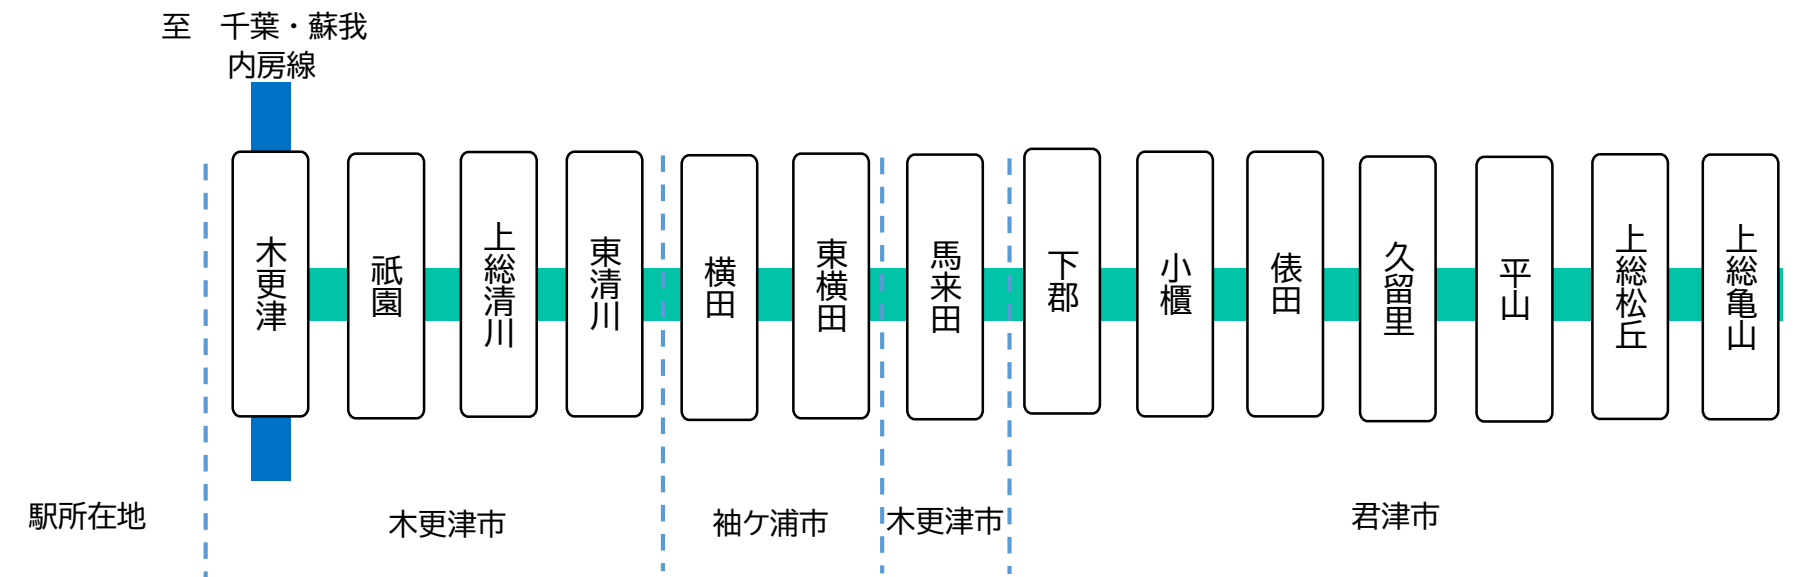 至　千葉・蘇我
内房線
木更津
祇園
上総清川
東清川
横田
東横田
馬来田
下郡
小櫃
俵田
久留里
平山
上総松丘
上総亀山
駅所在地
木更津市
袖ケ浦市
木更津市
君津市